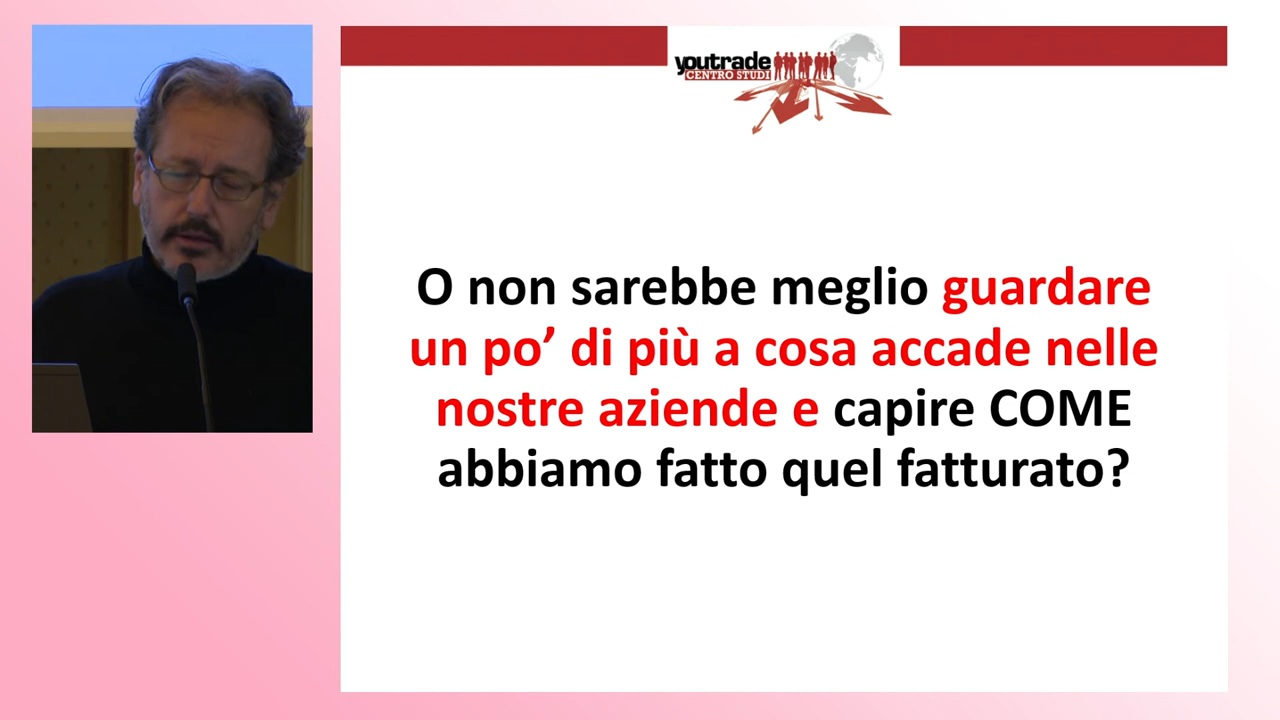 youtrade
CENTRO STUDI
O non sarebbe meglio guardare
un po’ di più a cosa accade nelle
nostre aziende e capire COME
abbiamo fatto quel fatturato?